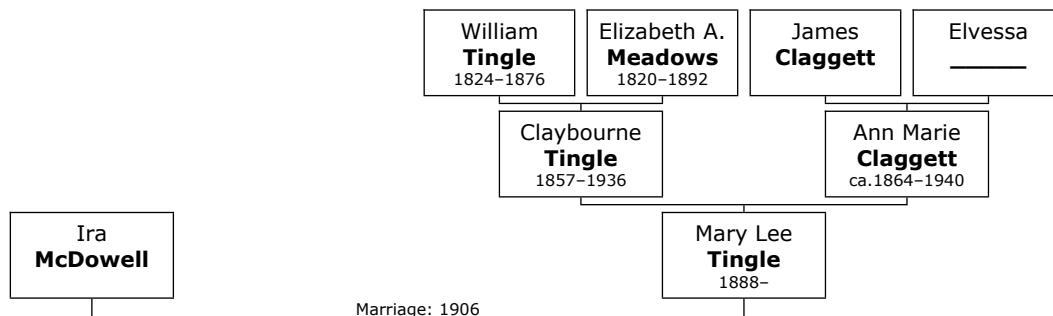 William
Tingle
1824–1876
Elizabeth A.
Meadows
1820–1892
James
Claggett
Elvessa
______
Claybourne
Tingle
1857–1936
Ann Marie
Claggett
ca.1864–1940
Ira
McDowell
Mary Lee
Tingle
1888–
Marriage: 1906